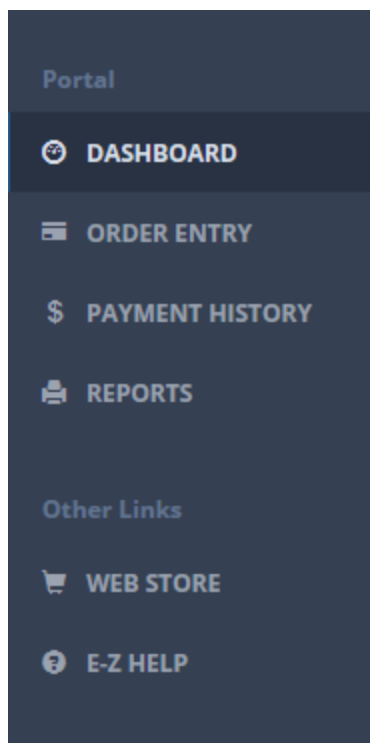 Portal
DASHBOARD
ORDER ENTRY
$ PAYMENT HISTORY
REPORTS
Other Links
WEB STORE
? E-Z HELP